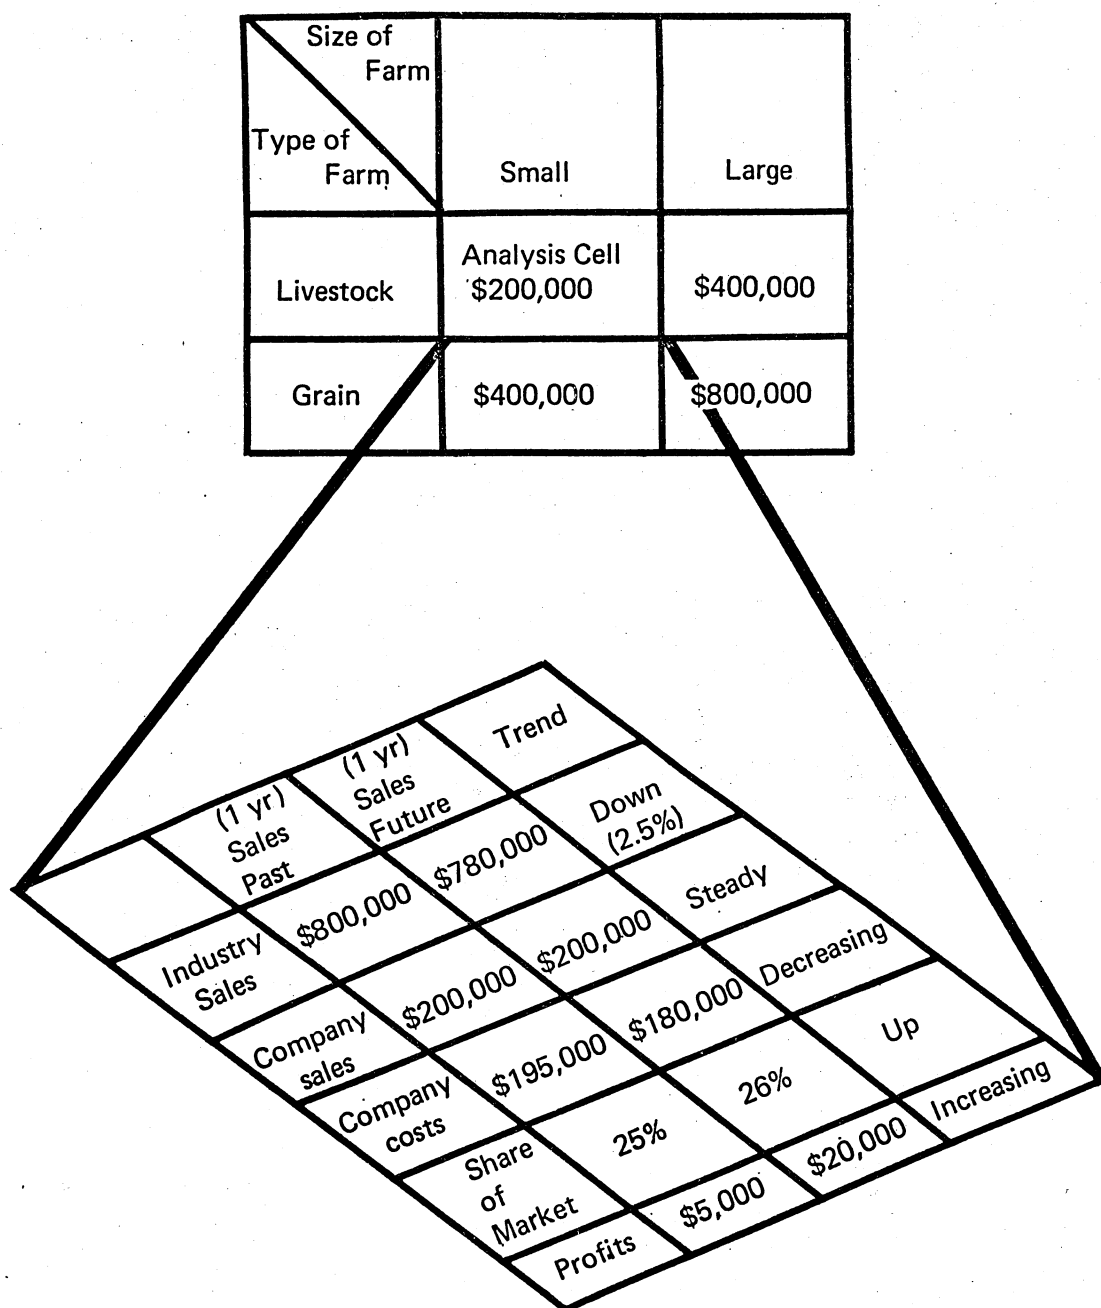 Size of
Farm
Type of
Farm
Small
Large
Analysis Cell
Livestock
$200,000
$400,000
Grain
$400,000
$800,000
(1 yr)
Sales
Past
(1 yr)
Sales
Future
Trend
Industry
Sales
$800,000
$780,000
Down
(2.5%)
Company
sales
$200,000
$200,000
Steady
Company
costs
$195,000
$180,000
Decreasing
Share
of
Market
25%
26%
Up
Profits
$5,000
$20,000
Increasing